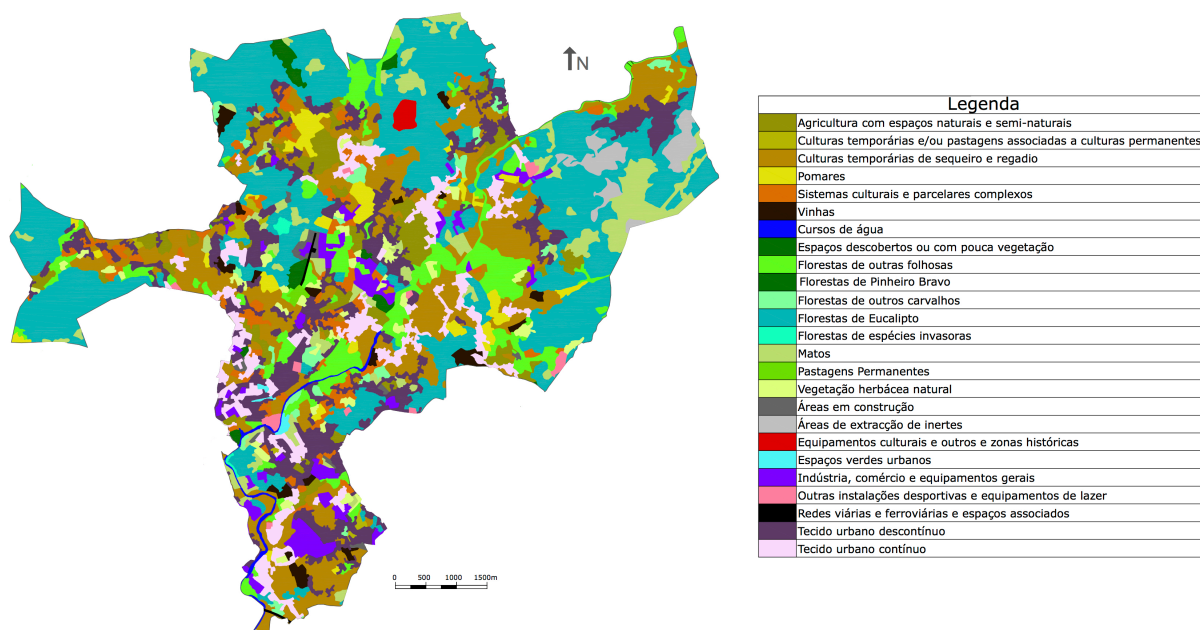 N
Legenda
Agricultura com espaços naturais e semi-naturais
Culturas temporárias e/ou pastagens associadas a culturas permanentes
Culturas temporárias de sequeiro e regadio
Pomares
Sistemas culturais e parcelares complexos
Vinhas
Cursos de água
Espaços descobertos ou com pouca vegetação
Florestas de outras folhosas
Florestas de Pinheiro Bravo
Florestas de outros carvalhos
Florestas de Eucalipto
Florestas de espécies invasoras
Matos
Pastagens Permanentes
Vegetação herbácea natural
Áreas em construção
Áreas de extracção de inertes
Equipamentos culturais e outros e zonas históricas
Espaços verdes urbanos
Indústria, comércio e equipamentos gerais
Outras instalações desportivas e equipamentos de lazer
Redes viárias e ferroviárias e espaços associados
Tecido urbano descontínuo
Tecido urbano contínuo
0 500 1000 1500m